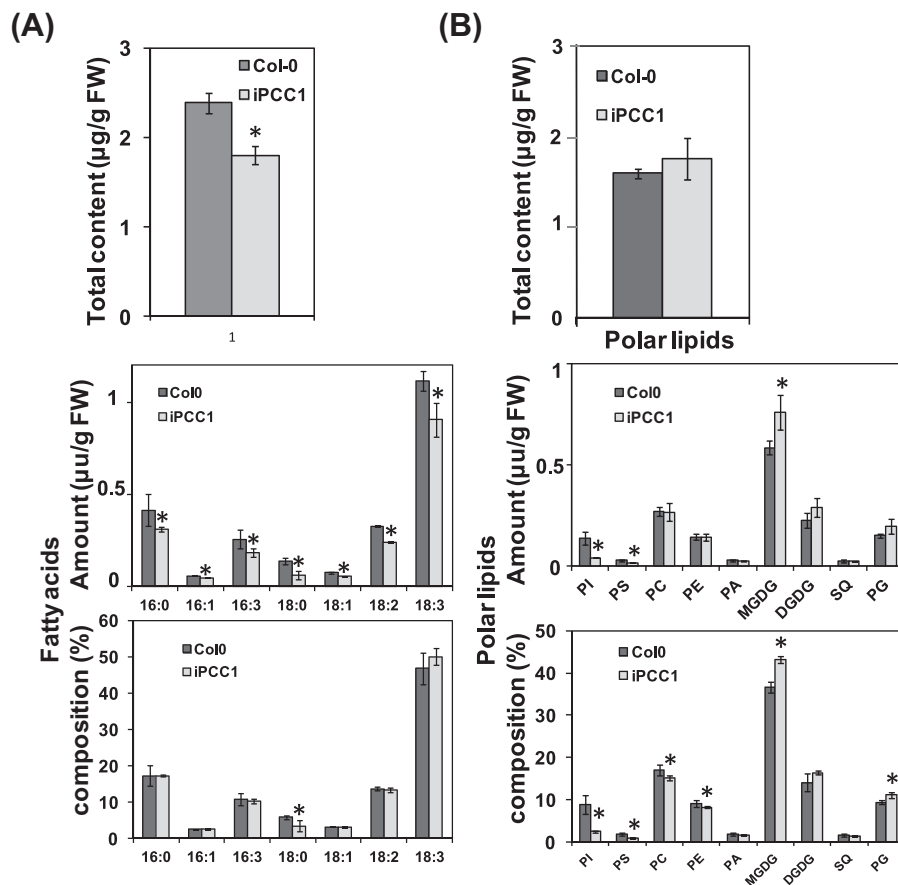 (A)
(B)
Total content (μg/g FW)
3
2
1
0
Col-0
iPCC1
*
1
Total content (μg/g FW)
3
2
1
0
Col-0
iPCC1
Polar lipids
Fatty acids
Amount (μu/g FW)
1
0.5
0
Col0
iPCC1
* * * * * * *
16:0 16:1 16:3 18:0 18:1 18:2 18:3
composition (%)
60
50
40
30
20
10
0
Col0
iPCC1
*
16:0 16:1 16:3 18:0 18:1 18:2 18:3
Polar lipids
Amount (μu/g FW)
1
0.5
0
Col0
iPCC1
* * *
PI PS PC PE PA MGDG DGDG SQ PG
composition (%)
50
40
30
20
10
0
Col0
iPCC1
* * * * * *
PI PS PC PE PA MGDG DGDG SQ PG